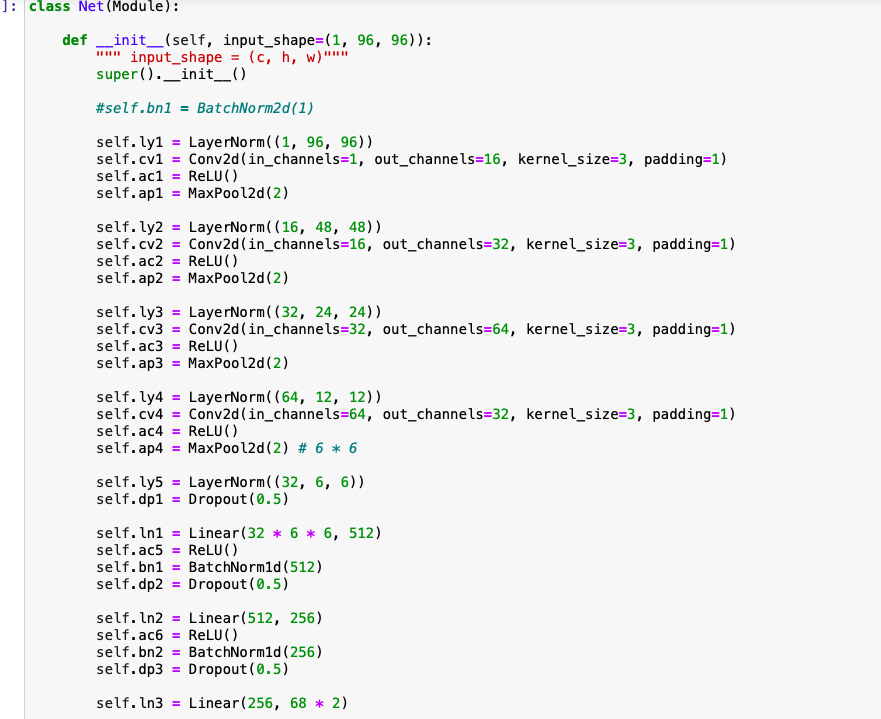 ]: class Net(Module):
def __init__(self, input_shape=(1, 96, 96)):
""" input_shape = (c, h, w)"""
super().__init__()
#self.bn1 = BatchNorm2d(1)
self.ly1 = LayerNorm((1, 96, 96))
self.cv1 = Conv2d(in_channels=1, out_channels=16, kernel_size=3, padding=1)
self.ac1 = ReLU()
self.ap1 = MaxPool2d(2)
self.ly2 = LayerNorm((16, 48, 48))
self.cv2 = Conv2d(in_channels=16, out_channels=32, kernel_size=3, padding=1)
self.ac2 = ReLU()
self.ap2 = MaxPool2d(2)
self.ly3 = LayerNorm((32, 24, 24))
self.cv3 = Conv2d(in_channels=32, out_channels=64, kernel_size=3, padding=1)
self.ac3 = ReLU()
self.ap3 = MaxPool2d(2)
self.ly4 = LayerNorm((64, 12, 12))
self.cv4 = Conv2d(in_channels=64, out_channels=32, kernel_size=3, padding=1)
self.ac4 = ReLU()
self.ap4 = MaxPool2d(2) # 6 * 6
self.ly5 = LayerNorm((32, 6, 6))
self.dp1 = Dropout(0.5)
self.ln1 = Linear(32 * 6 * 6, 512)
self.ac5 = ReLU()
self.bn1 = BatchNorm1d(512)
self.dp2 = Dropout(0.5)
self.ln2 = Linear(512, 256)
self.ac6 = ReLU()
self.bn2 = BatchNorm1d(256)
self.dp3 = Dropout(0.5)
self.ln3 = Linear(256, 68 * 2)